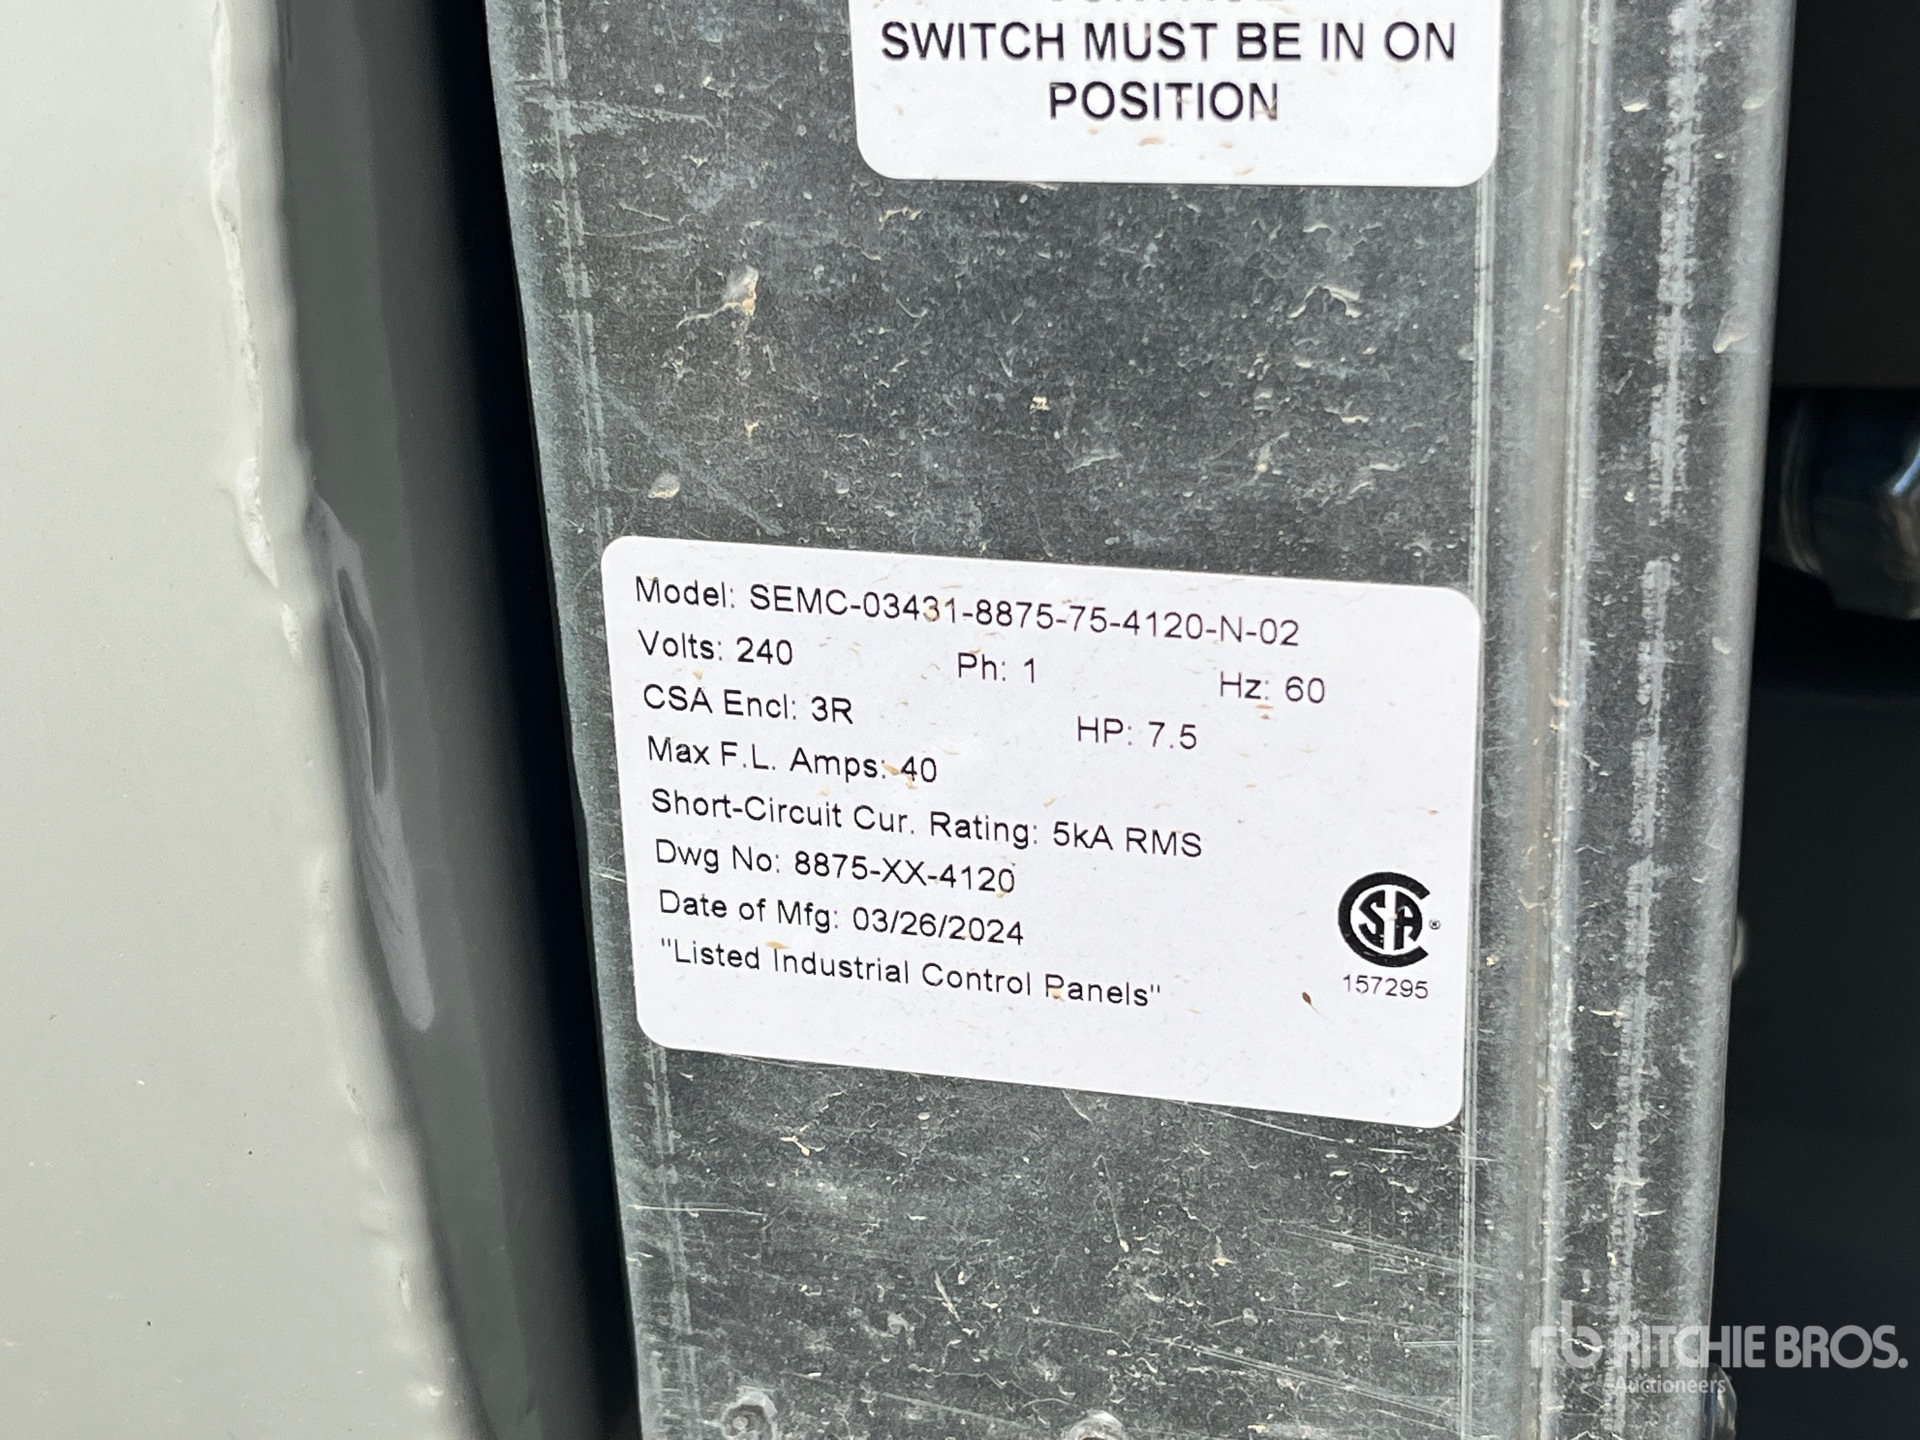 SWITCH MUST BE IN ON
POSITION
Model: SEMC-03431-8875-75-4120-N-02
Volts: 240 Ph: 1 Hz: 60
CSA Encl: 3R HP: 7.5
Max F.L. Amps: 40
Short-Circuit Cur. Rating: 5kA RMS
Dwg No: 8875-XX-4120
Date of Mfg: 03/26/2024
"Listed Industrial Control Panels"
CSA®
157295
rb RITCHIE BROS.
Auctioneers